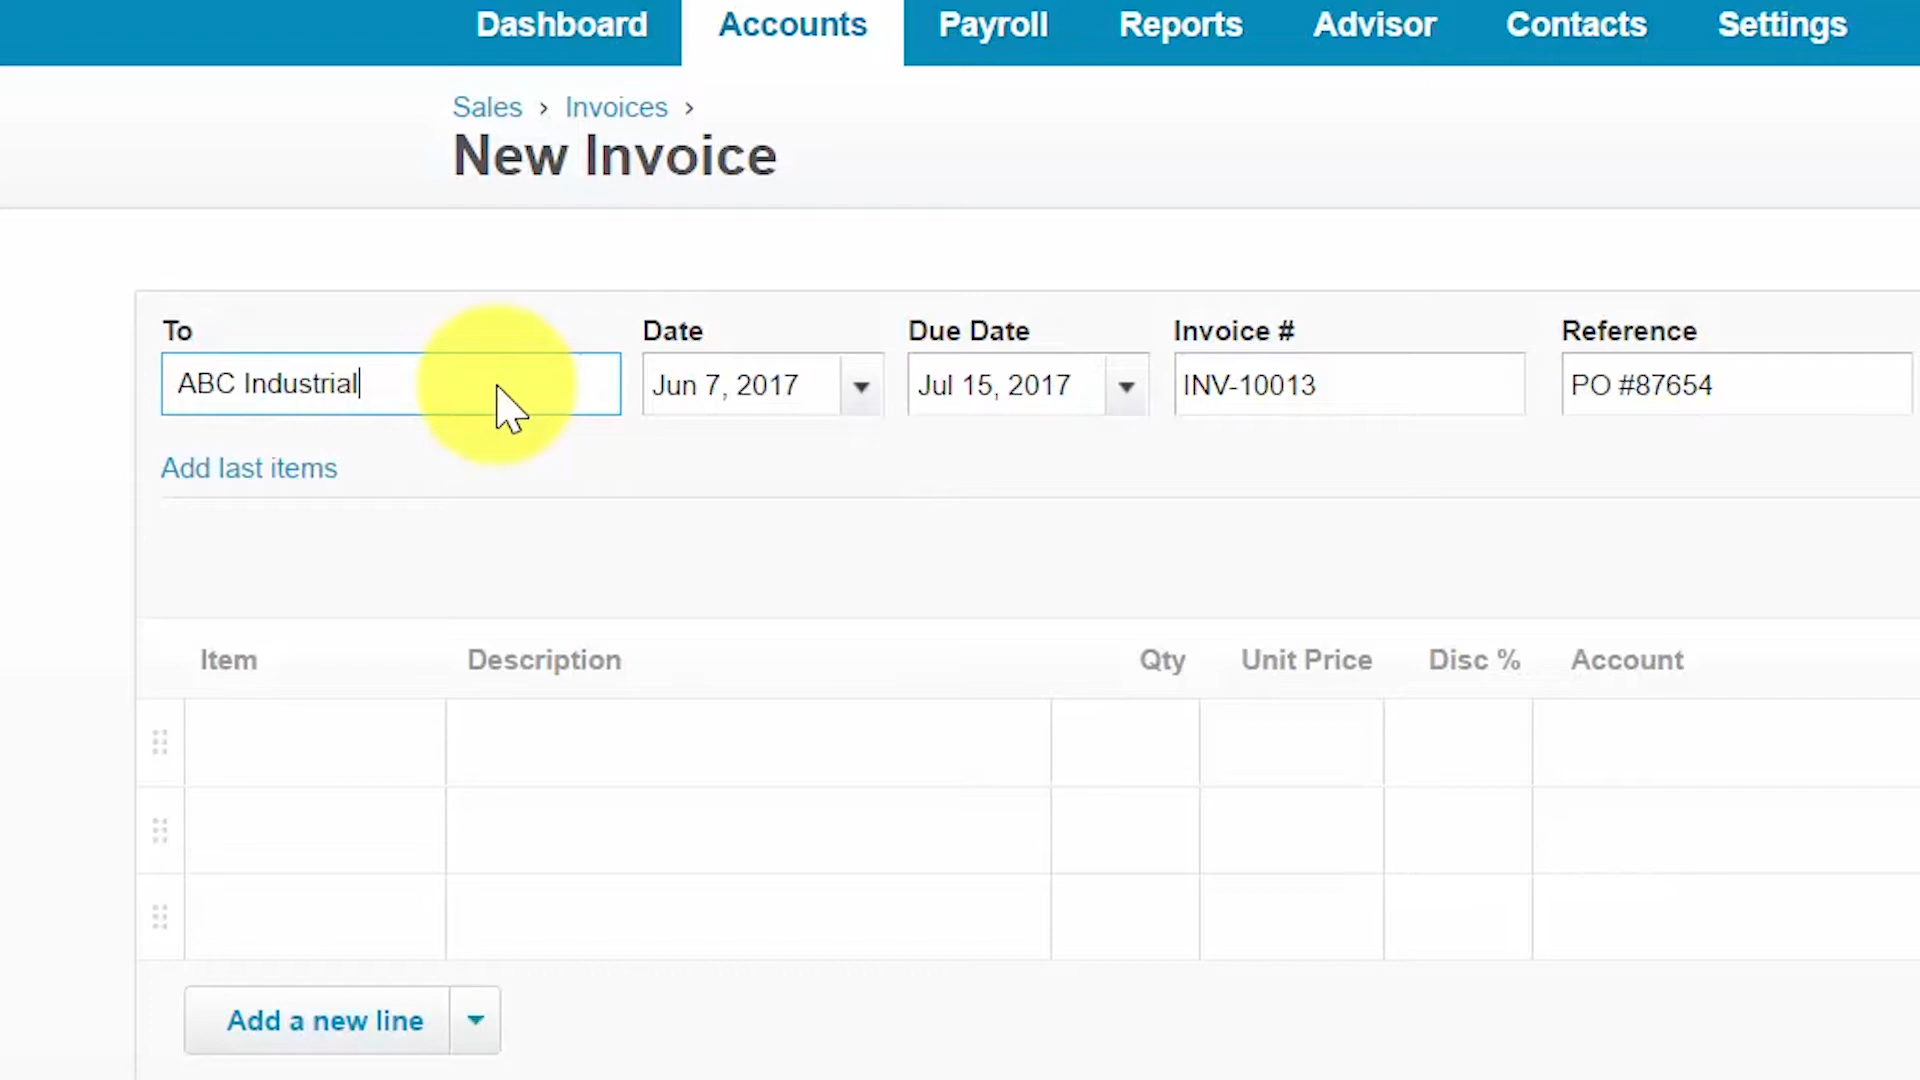 Dashboard Accounts Payroll Reports Advisor Contacts Settings
Sales › Invoices ›
New Invoice
To Date Due Date Invoice # Reference
ABC Industrial Jun 7, 2017 Jul 15, 2017 INV-10013 PO #87654
Add last items
Item Description Qty Unit Price Disc % Account
Add a new line